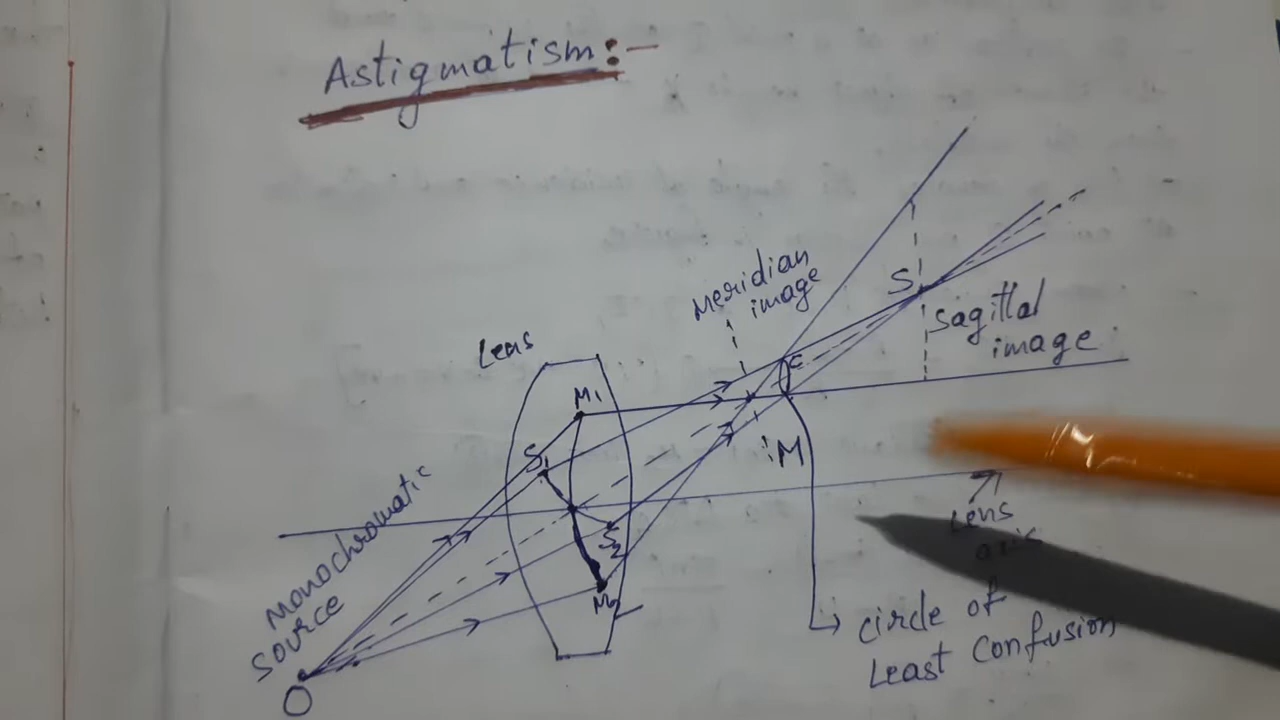 Astigmatism:-
Meridian
image
S
Sagittal
image
Lens
M1
C
S1
M
Monochromatic
source
S2
Lens
axis
M2
circle of
Least confusion
O